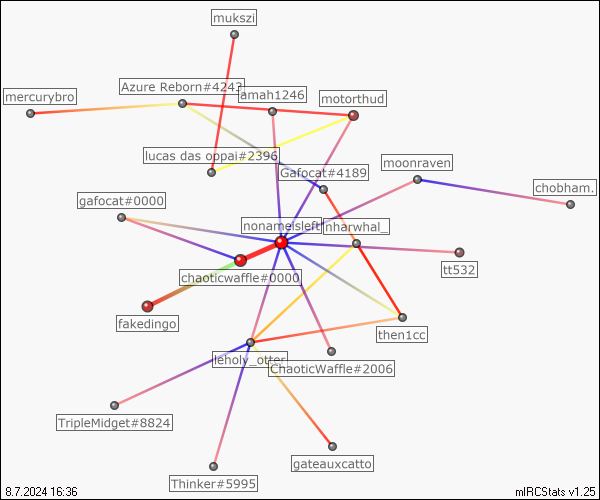 mukszi
Azure Reborn#4243
amah1246
mercurybro
motorthud
lucas das oppai#2396
moonraven
Gafocat#4189
chobham.
gafocat#0000
nonameisleft
nharwhal_
tt532
chaoticwaffle#0000
fakedingo
then1cc
leholy_otter
ChaoticWaffle#2006
TripleMidget#8824
gateauxcatto
Thinker#5995
8.7.2024 16:36
mIRCStats v1.25